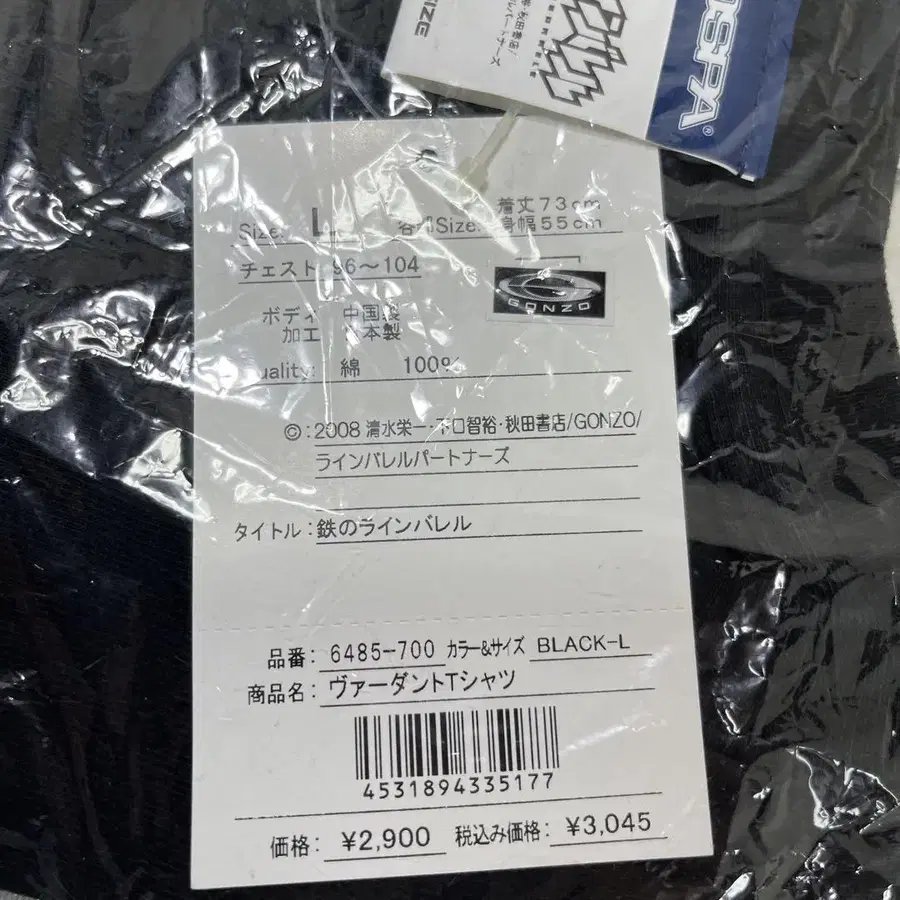 SIZE
COSPA®
Size: L
着丈73cm
身幅55cm
チェスト 96～104
GONZO
ボディ 中国製
加工 日本製
Quality: 綿 100%
©:2008 清水栄一・下口智裕・秋田書店/GONZO/
ラインバレルパートナーズ
タイトル:鉄のラインバレル
品番: 6485-700 カラー&サイズ BLACK-L
商品名: ヴァーダントTシャツ
4531894335177
価格: ¥2,900 税込み価格: ¥3,045